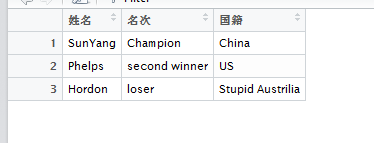 Filter
姓名 名次 国籍
1 SunYang Champion China
2 Phelps second winner US
3 Hordon loser Stupid Austrilia